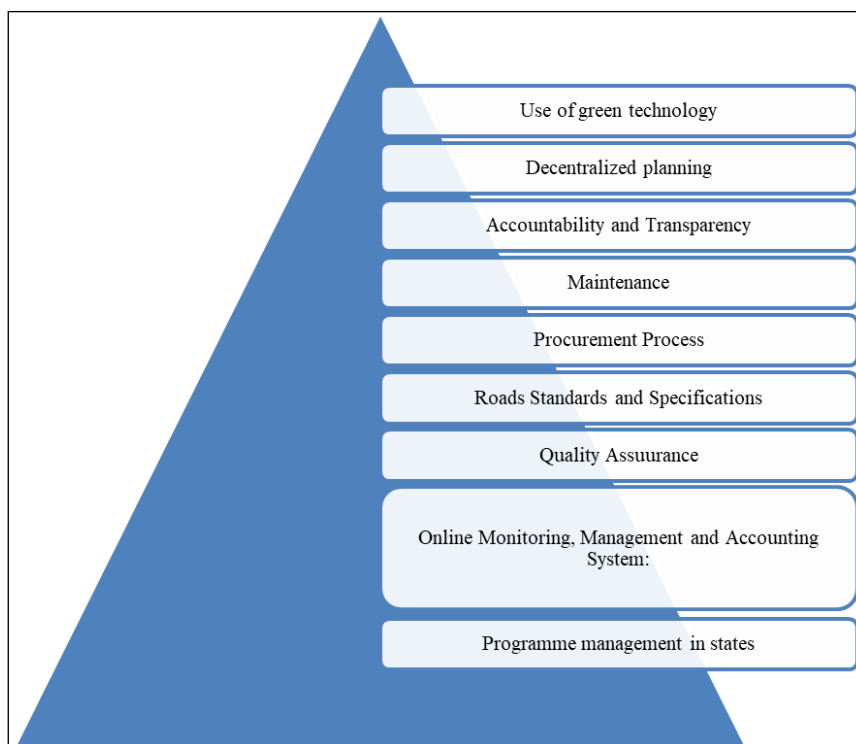 Use of green technology
Decentralized planning
Accountability and Transparency
Maintenance
Procurement Process
Roads Standards and Specifications
Quality Assuurance
Online Monitoring, Management and Accounting
System:
Programme management in states